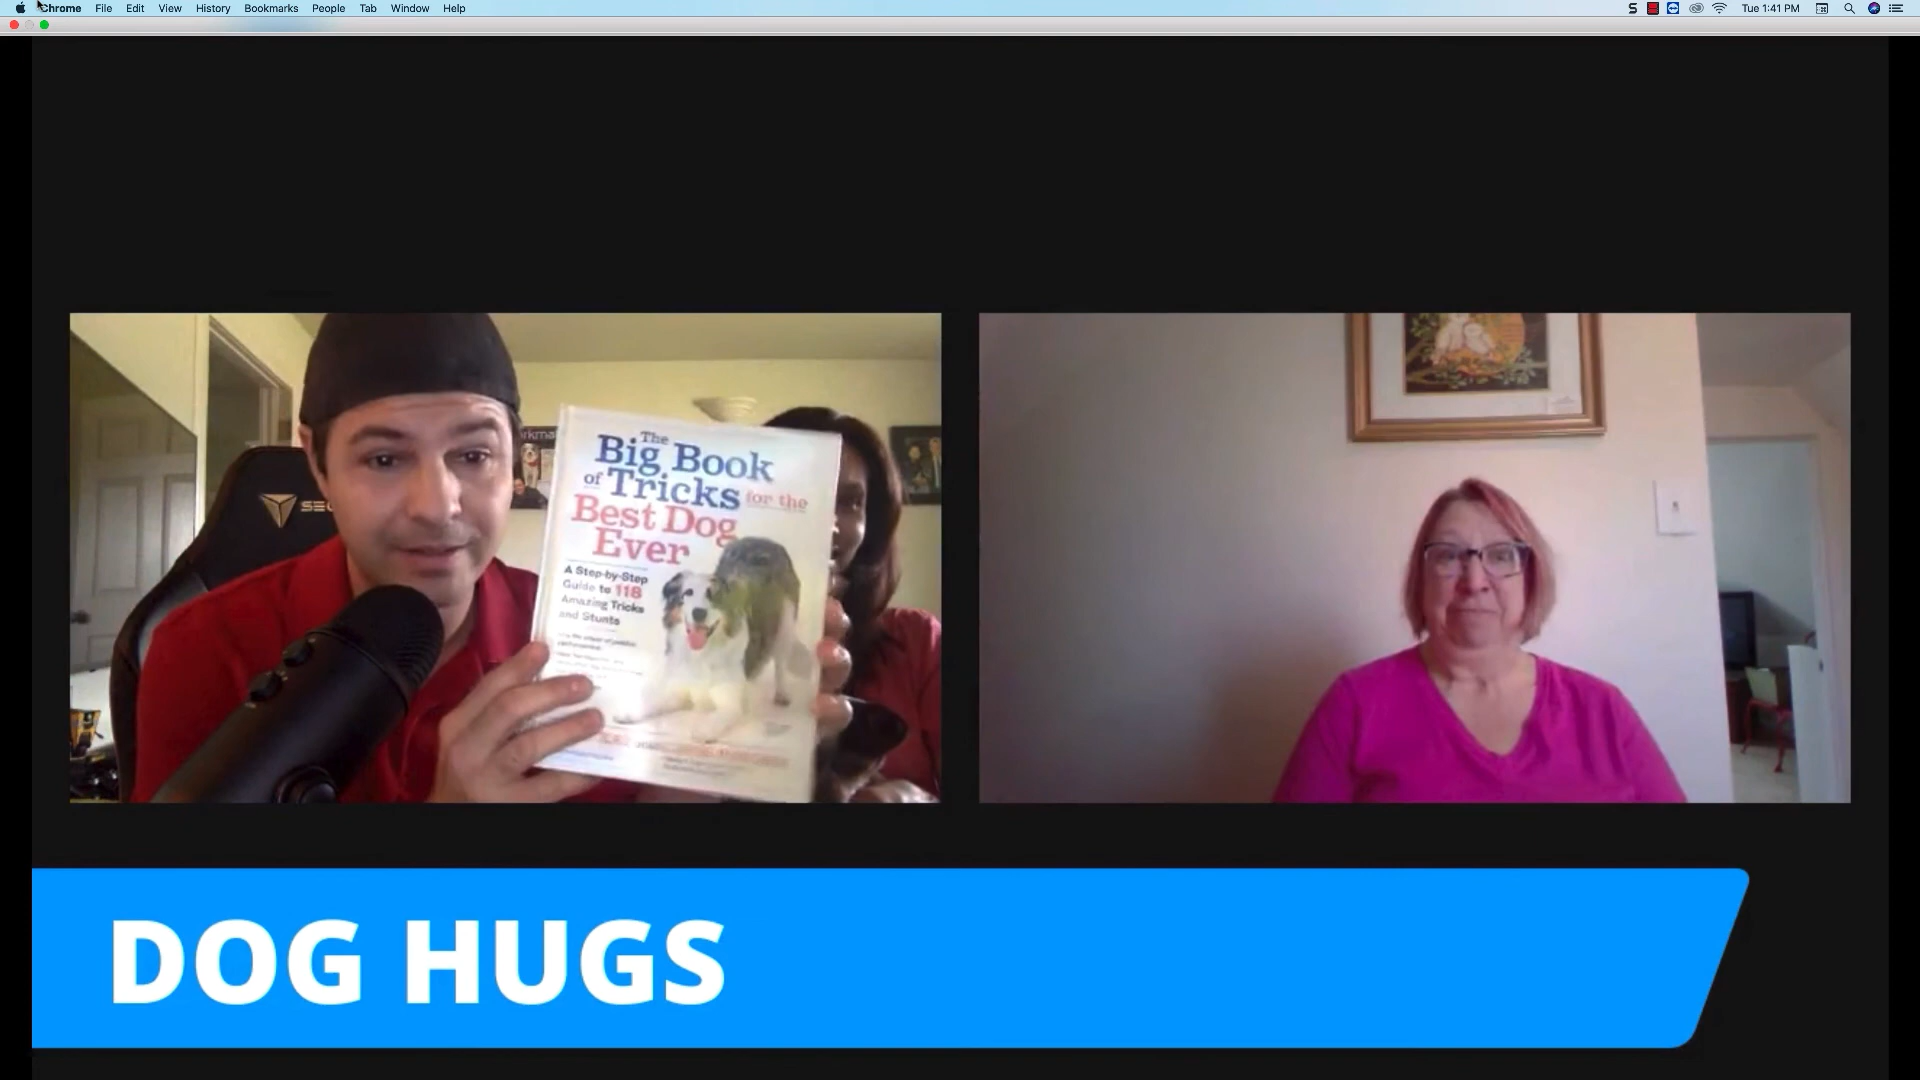 Chrome File Edit View History Bookmarks People Tab Window Help
Tue 1:41 PM
The
Big Book
of Tricks for the
Best Dog
Ever
A Step-by-Step
Guide to 118
Amazing Tricks
and Stunts
DOG HUGS